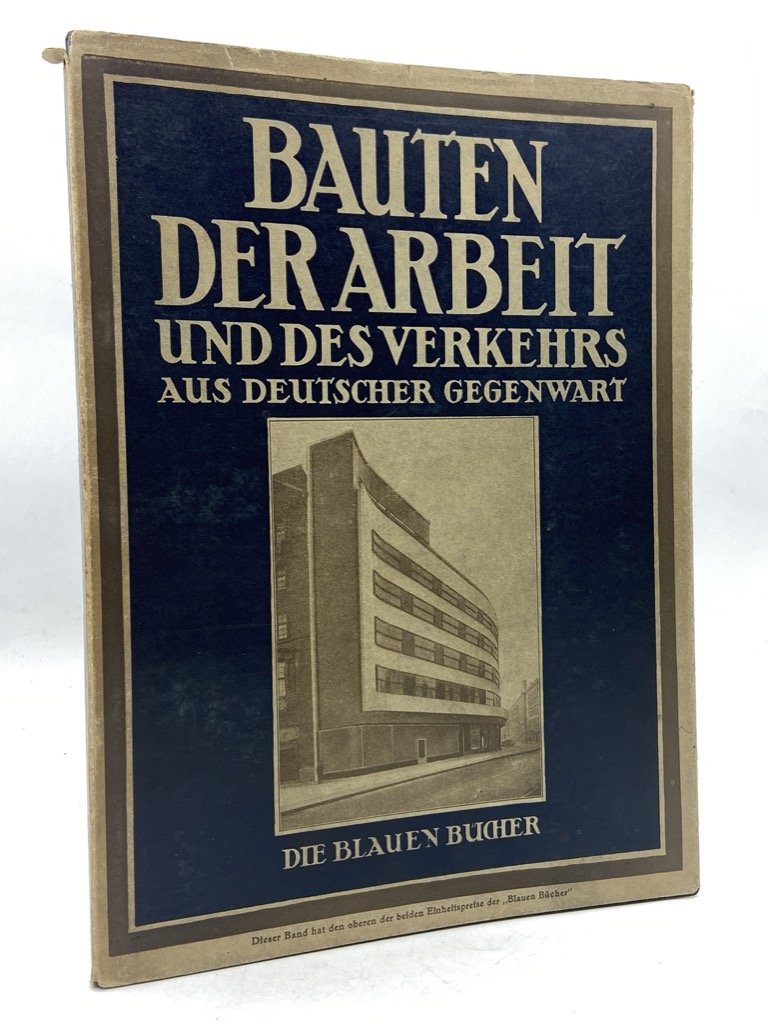 BAUTEN
DER ARBEIT
UND DES VERKEHRS
AUS DEUTSCHER GEGENWART
DIE BLAUEN BÜCHER
Dieser Band hat den oberen der beiden Einheitspreise der „Blauen Bücher"